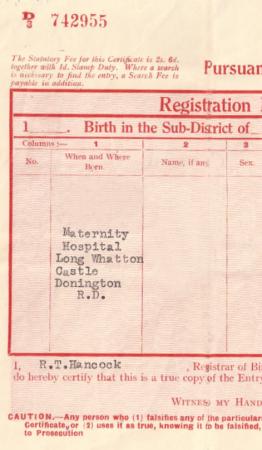 D/3 742955
The Statutory Fee for this Certificate is 2s. 6d.
together with 1d. Stamp Duty. Where a search
is necessary to find the entry, a Search Fee is
payable in addition.
Pursuan
Registration
1 . Birth in the Sub-District of
Columns :— 1 2 3
No. When and Where Born. Name, if any Sex.
Maternity
Hospital
Long Whatton
Castle
Donington
R.D.
I, R.T.Hancock , Registrar of Bi
do hereby certify that this is a true copy of the Entry
WITNESS MY HAND
CAUTION.—Any person who (1) falsifies any of the particular
Certificate, or (2) uses it as true, knowing it to be falsified,
to Prosecution